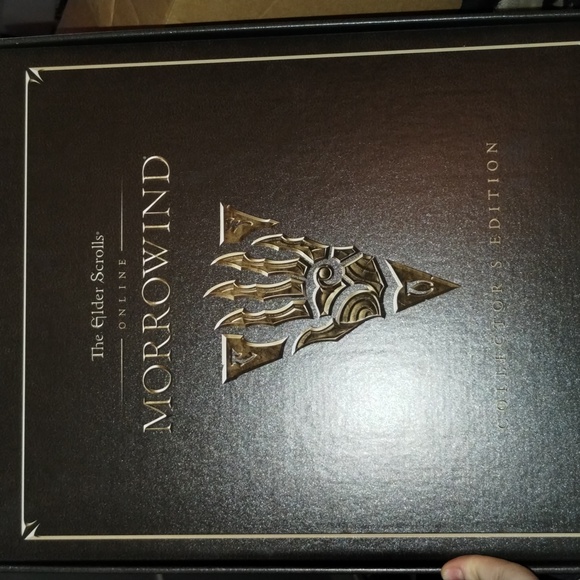 The Elder Scrolls®
ONLINE
MORROWIND
COLLECTOR'S EDITION